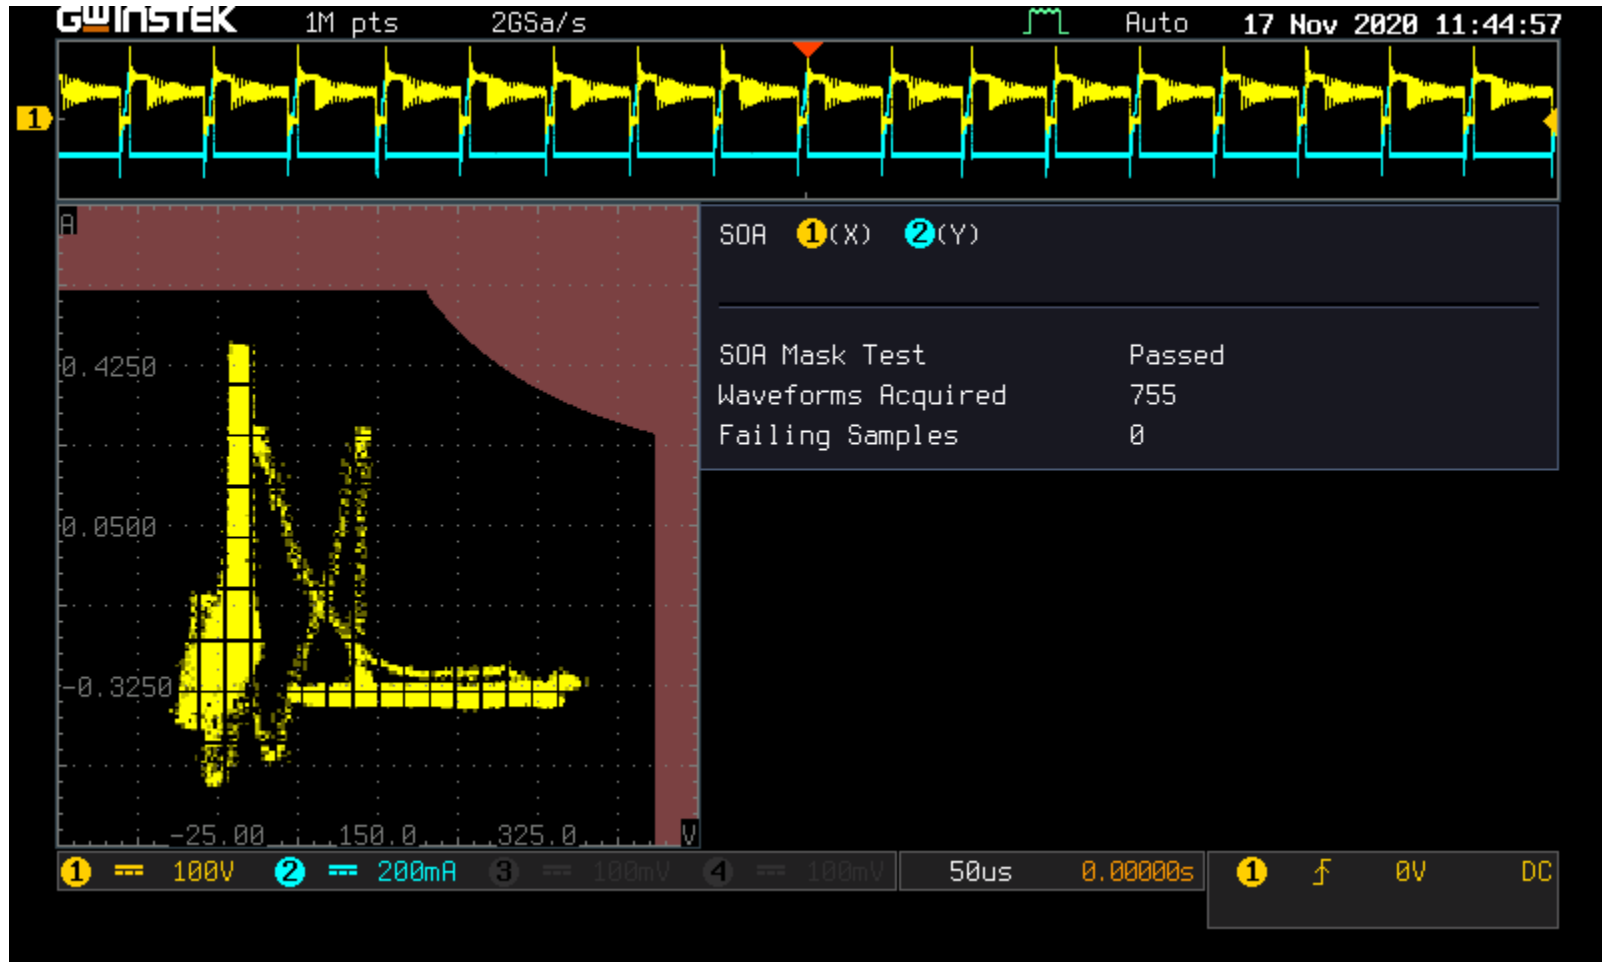 GWINSTEK 1M pts 2GSa/s Auto 17 Nov 2020 11:44:57
1
A
SOA 1(X) 2(Y)
SOA Mask Test Passed
Waveforms Acquired 755
Failing Samples 0
0.4250
0.0500
-0.3250
-25.00 150.0 325.0 V
1 100V 2 200mA 3 100mV 4 100mV 50us 0.00000s 1 0V DC